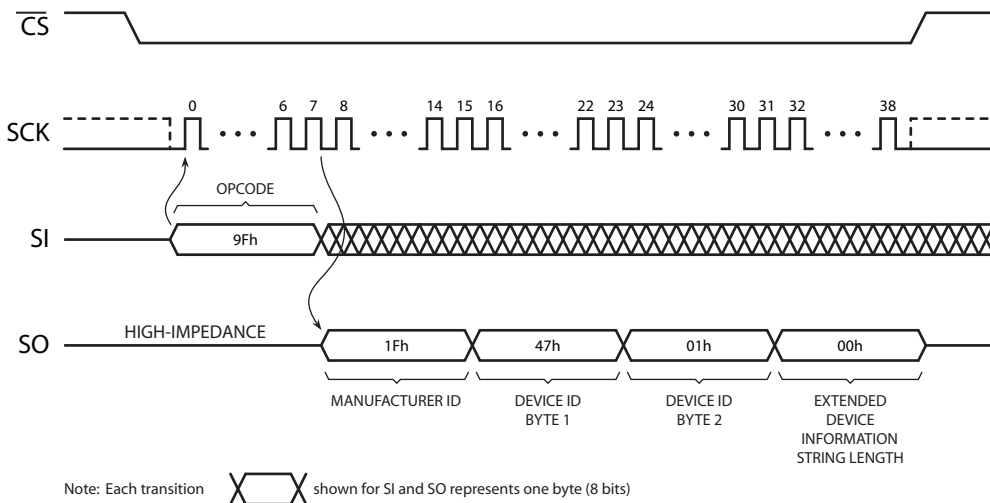 CS
SCK
0 6 7 8 14 15 16 22 23 24 30 31 32 38
OPCODE
SI
9Fh
HIGH-IMPEDANCE
SO
1Fh 47h 01h 00h
MANUFACTURER ID
DEVICE ID
BYTE 1
DEVICE ID
BYTE 2
EXTENDED
DEVICE
INFORMATION
STRING LENGTH
Note: Each transition shown for SI and SO represents one byte (8 bits)